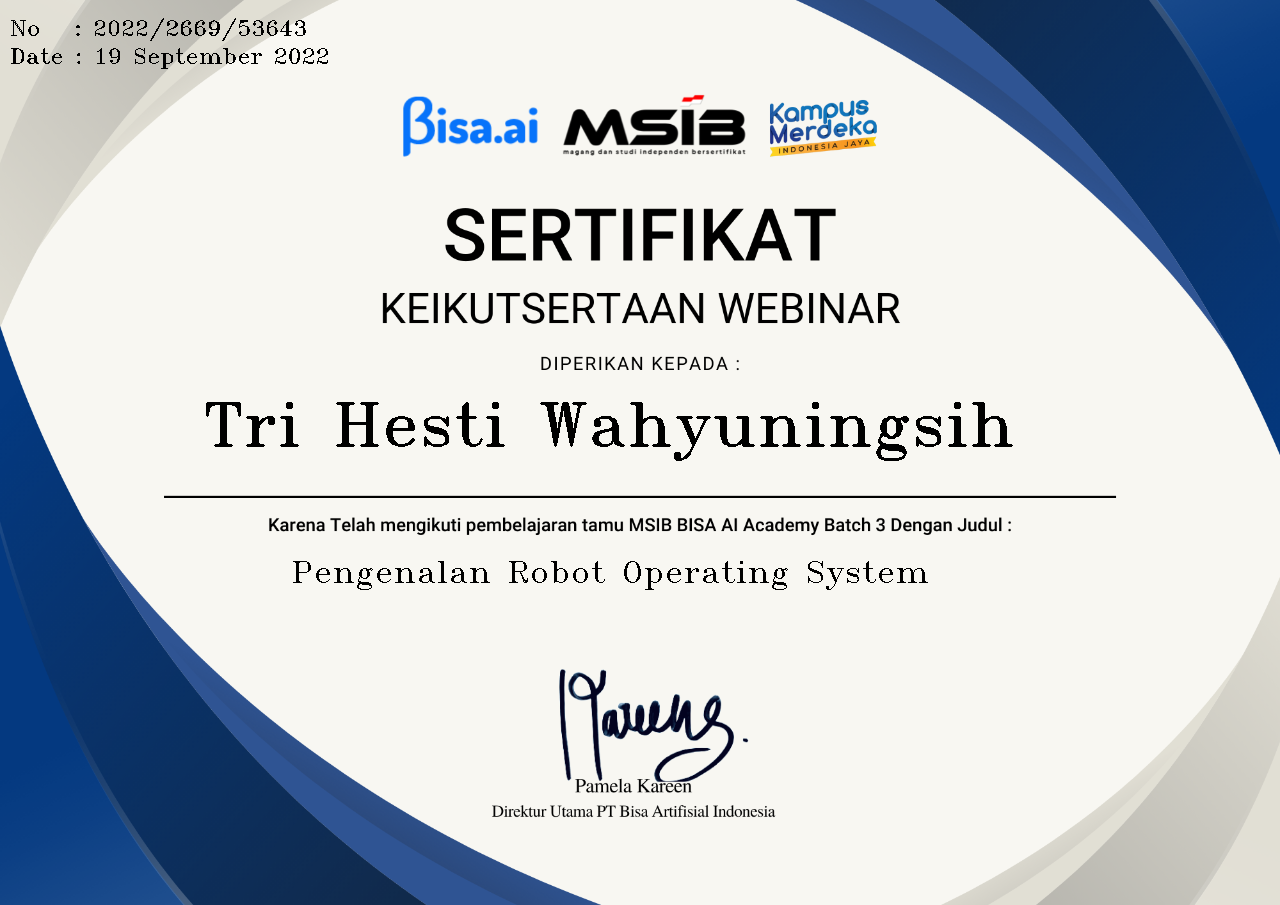 No : 2022/2669/53643
Date : 19 September 2022
Bisa.ai
MSIB
magang dan studi independen bersertifikat
Kampus
Merdeka
INDONESIA JAYA
SERTIFIKAT
KEIKUTSERTAAN WEBINAR
DIPERIKAN KEPADA :
Tri Hesti Wahyuningsih
Karena Telah mengikuti pembelajaran tamu MSIB BISA AI Academy Batch 3 Dengan Judul :
Pengenalan Robot Operating System
Pamela Kareen
Direktur Utama PT Bisa Artifisial Indonesia